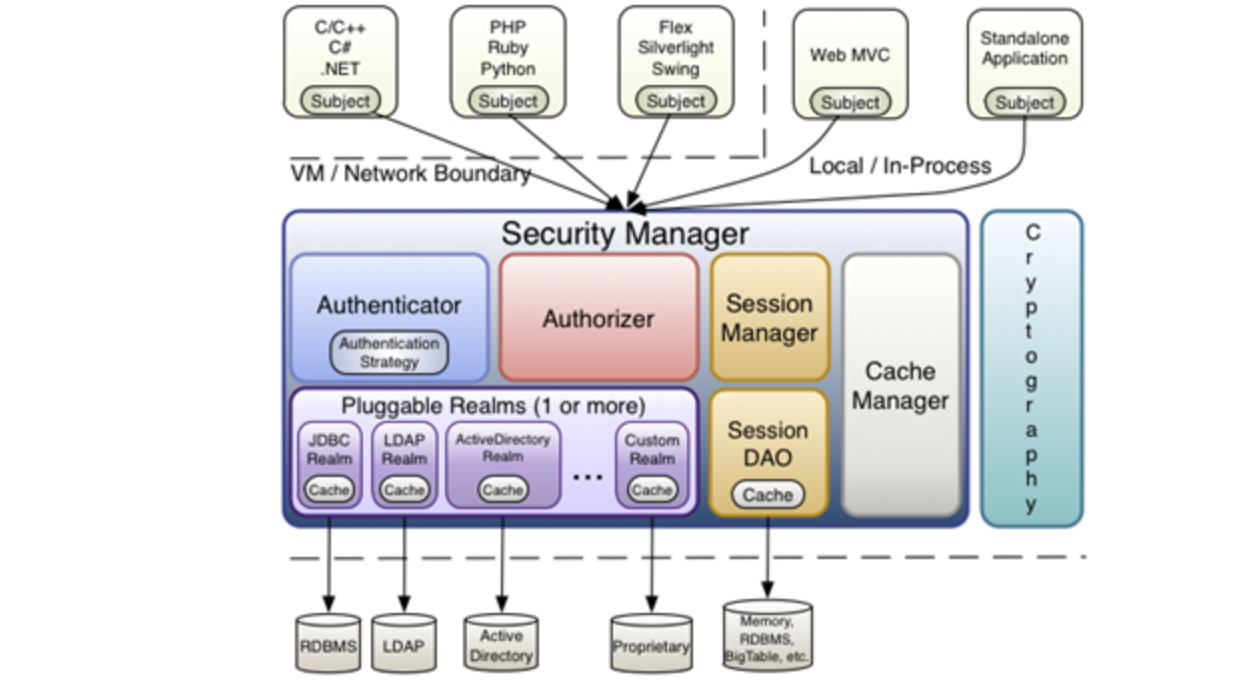 C/C++
C#
.NET
Subject
PHP
Ruby
Python
Subject
Flex
Silverlight
Swing
Subject
Web MVC
Subject
Standalone
Application
Subject
VM / Network Boundary
Local / In-Process
Security Manager
Authenticator
Authentication
Strategy
Authorizer
Session
Manager
Cache
Manager
Cryptography
Pluggable Realms (1 or more)
JDBC
Realm
Cache
LDAP
Realm
Cache
ActiveDirectory
Realm
Cache
...
Custom
Realm
Cache
Session
DAO
Cache
RDBMS
LDAP
Active
Directory
Proprietary
Memory,
RDBMS,
BigTable, etc.